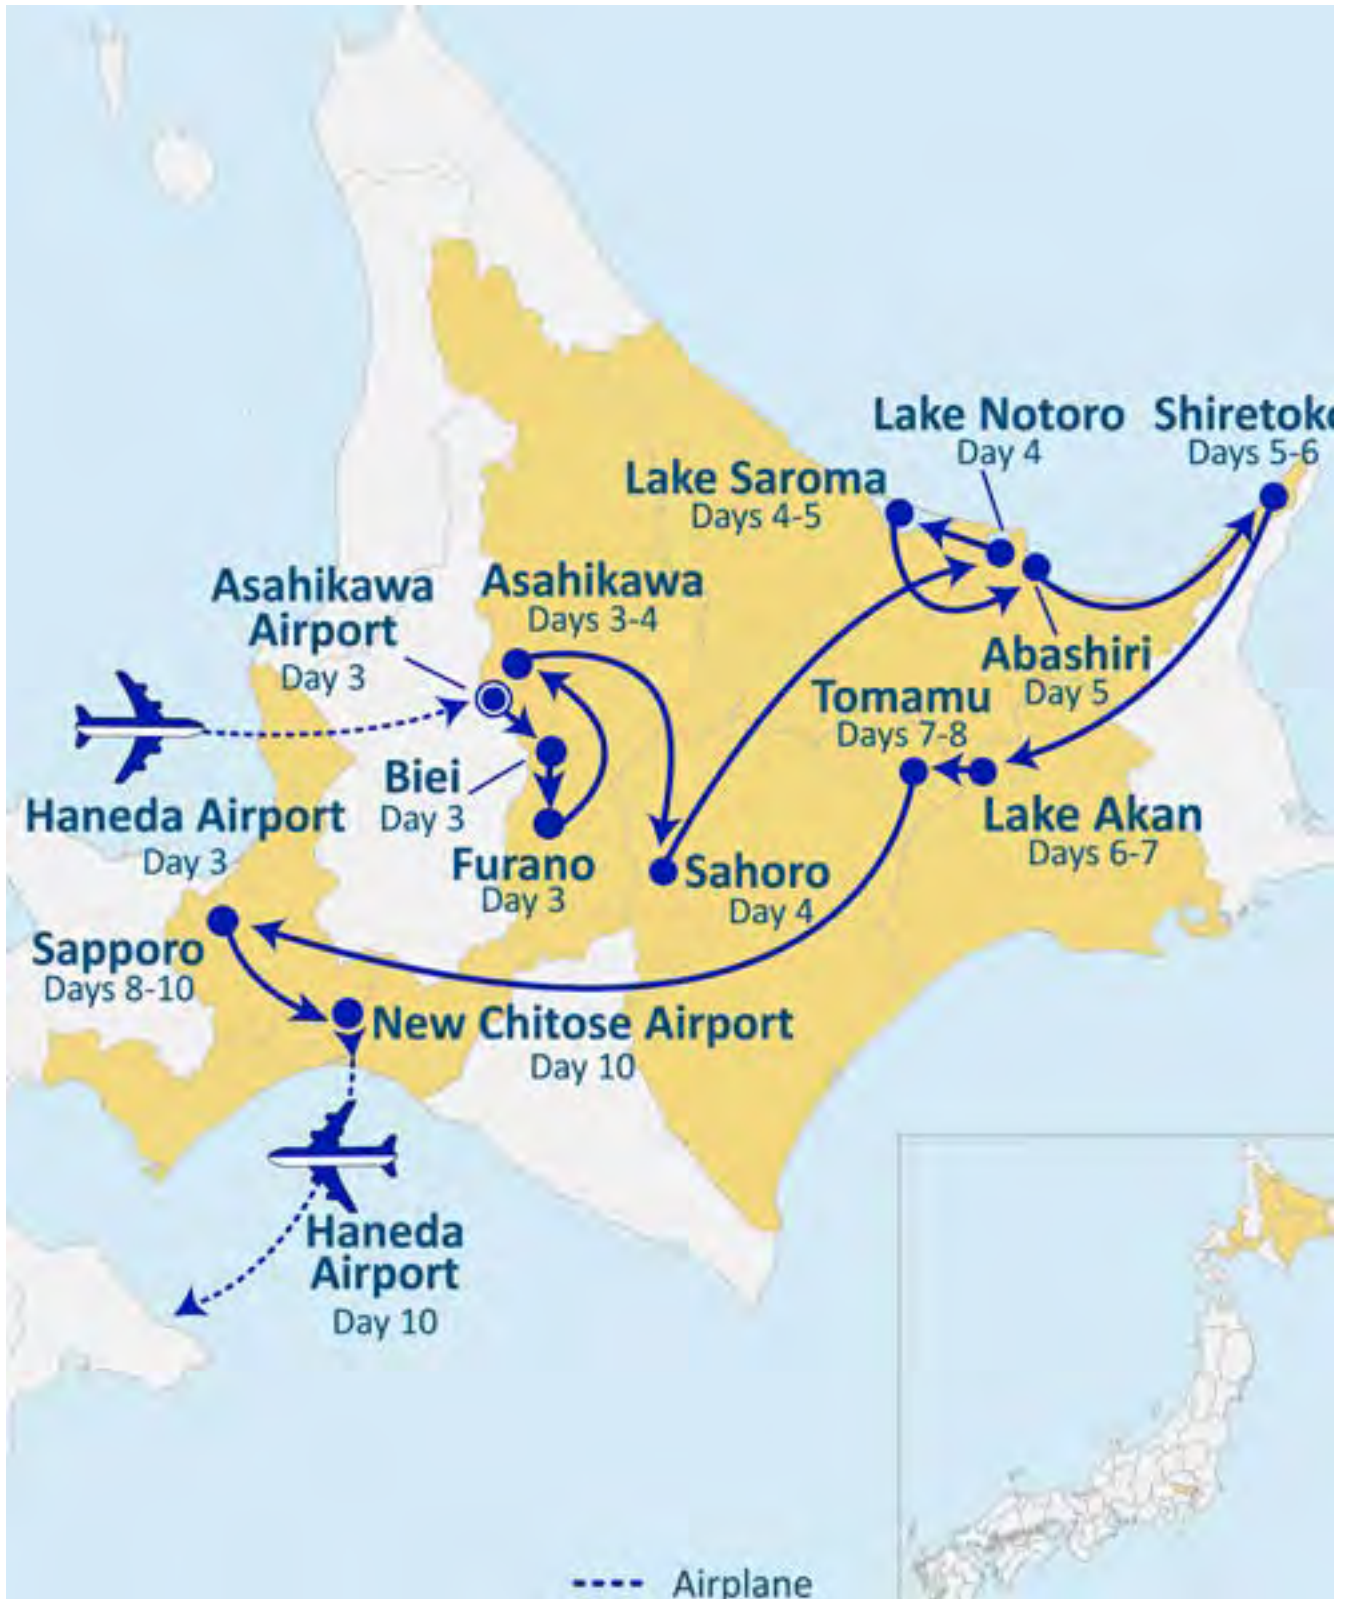 Lake Notoro
Day 4
Shiretoko
Days 5-6
Lake Saroma
Days 4-5
Asahikawa
Airport
Day 3
Asahikawa
Days 3-4
Abashiri
Day 5
Tomamu
Days 7-8
Biei
Day 3
Haneda Airport
Day 3
Lake Akan
Days 6-7
Furano
Day 3
Sahoro
Day 4
Sapporo
Days 8-10
New Chitose Airport
Day 10
Haneda
Airport
Day 10
Airplane